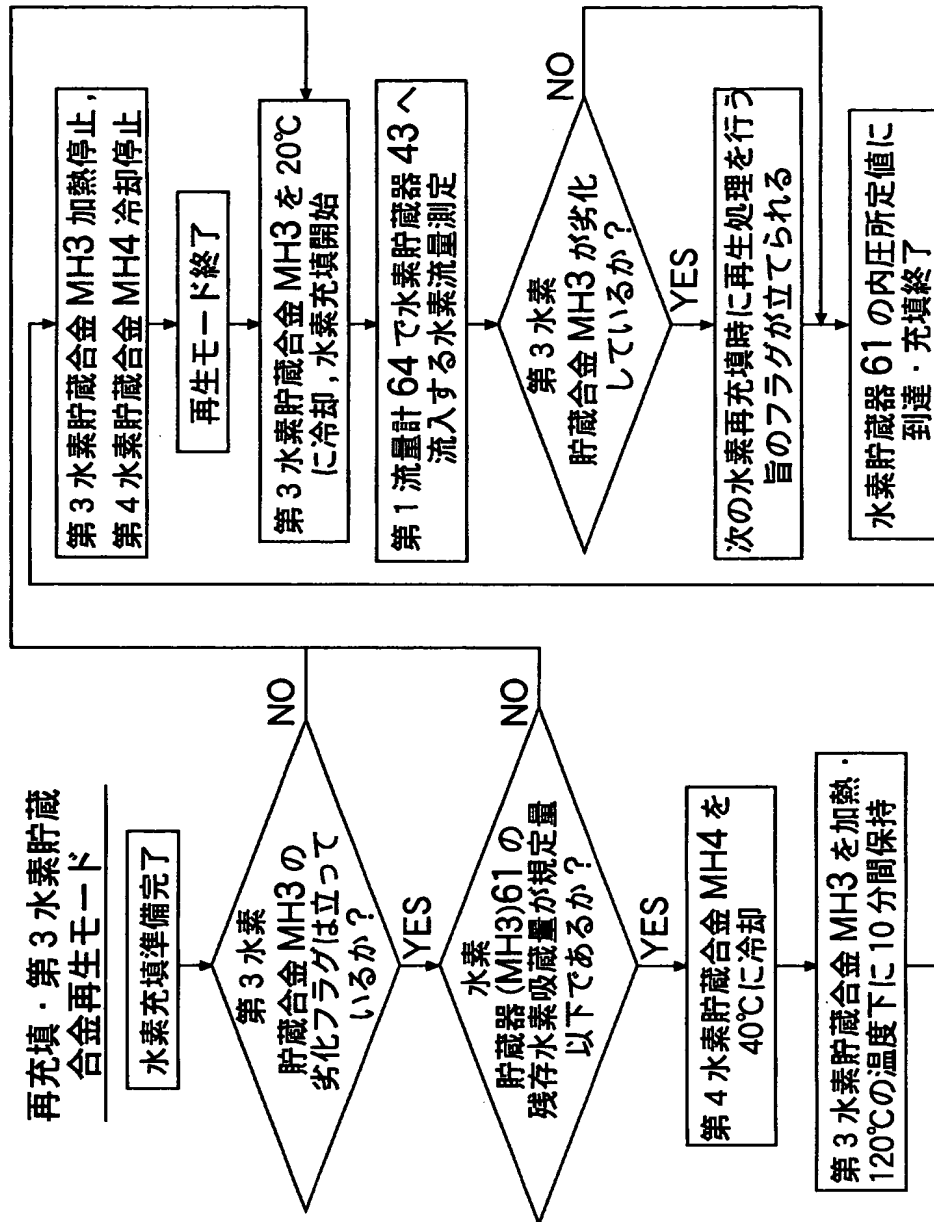 再充填・第3水素貯蔵
合金再生モード
水素充填準備完了
第3水素
貯蔵合金MH3の
劣化フラグは立って
いるか？
NO
YES
水素
貯蔵器(MH3)61の
残存水素吸蔵量が規定量
以下であるか？
NO
YES
第4水素貯蔵合金MH4を
40℃に冷却
第3水素貯蔵合金MH3を加熱・
120℃の温度下に10分間保持
第3水素貯蔵合金MH3加熱停止，
第4水素貯蔵合金MH4冷却停止
再生モード終了
第3水素貯蔵合金MH3を20℃
に冷却，水素充填開始
第1流量計64で水素貯蔵器43へ
流入する水素流量測定
第3水素
貯蔵合金MH3が劣化
しているか？
NO
YES
次の水素再充填時に再生処理を行う
旨のフラグが立てられる
水素貯蔵器61の内圧所定値に
到達・充填終了